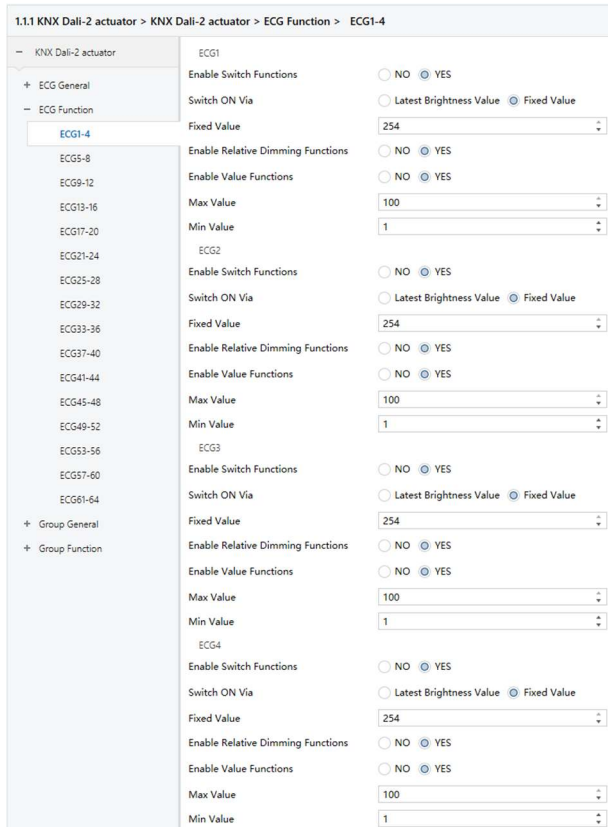 1.1.1 KNX Dali-2 actuator > KNX Dali-2 actuator > ECG Function > ECG1-4
− KNX Dali-2 actuator
+ ECG General
− ECG Function
ECG1-4
ECG5-8
ECG9-12
ECG13-16
ECG17-20
ECG21-24
ECG25-28
ECG29-32
ECG33-36
ECG37-40
ECG41-44
ECG45-48
ECG49-52
ECG53-56
ECG57-60
ECG61-64
+ Group General
+ Group Function
ECG1
Enable Switch Functions NO YES
Switch ON Via Latest Brightness Value Fixed Value
Fixed Value 254
Enable Relative Dimming Functions NO YES
Enable Value Functions NO YES
Max Value 100
Min Value 1
ECG2
Enable Switch Functions NO YES
Switch ON Via Latest Brightness Value Fixed Value
Fixed Value 254
Enable Relative Dimming Functions NO YES
Enable Value Functions NO YES
Max Value 100
Min Value 1
ECG3
Enable Switch Functions NO YES
Switch ON Via Latest Brightness Value Fixed Value
Fixed Value 254
Enable Relative Dimming Functions NO YES
Enable Value Functions NO YES
Max Value 100
Min Value 1
ECG4
Enable Switch Functions NO YES
Switch ON Via Latest Brightness Value Fixed Value
Fixed Value 254
Enable Relative Dimming Functions NO YES
Enable Value Functions NO YES
Max Value 100
Min Value 1